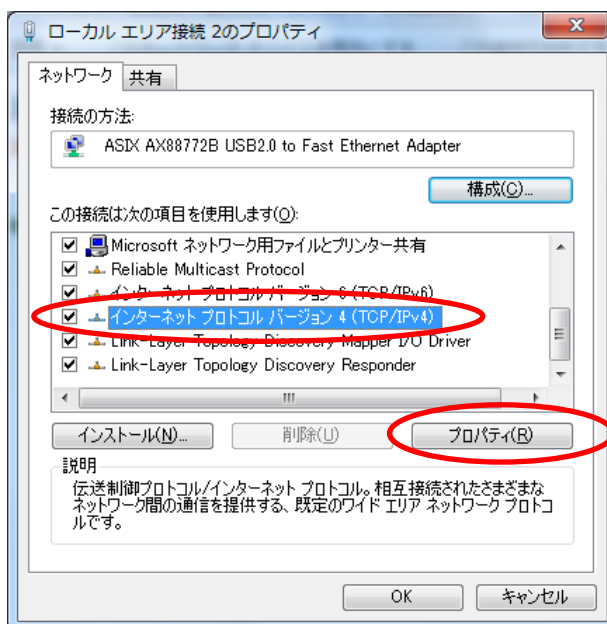 ローカル エリア接続 2のプロパティ
ネットワーク 共有
接続の方法:
ASIX AX88772B USB2.0 to Fast Ethernet Adapter
構成(C)...
この接続は次の項目を使用します(O):
Microsoft ネットワーク用ファイルとプリンター共有
Reliable Multicast Protocol
インターネット プロトコル バージョン 6 (TCP/IPv6)
インターネット プロトコル バージョン 4 (TCP/IPv4)
Link-Layer Topology Discovery Mapper I/O Driver
Link-Layer Topology Discovery Responder
インストール(N)... 削除(U) プロパティ(R)
説明
伝送制御プロトコル/インターネット プロトコル。相互接続されたさまざまな
ネットワーク間の通信を提供する、既定のワイド エリア ネットワーク プロトコ
ルです。
OK キャンセル